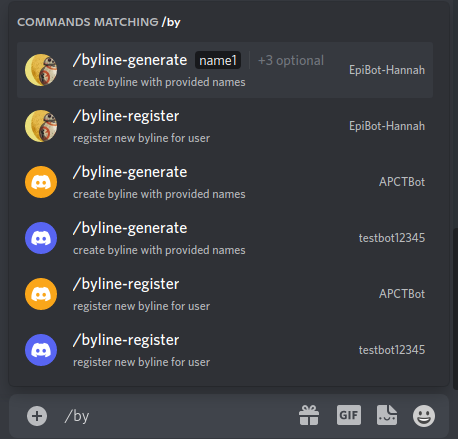 COMMANDS MATCHING /by
/byline-generate name1 +3 optional EpiBot-Hannah
create byline with provided names
/byline-register EpiBot-Hannah
register new byline for user
/byline-generate APCTBot
create byline with provided names
/byline-generate testbot12345
create byline with provided names
/byline-register APCTBot
register new byline for user
/byline-register testbot12345
register new byline for user
/by GIF